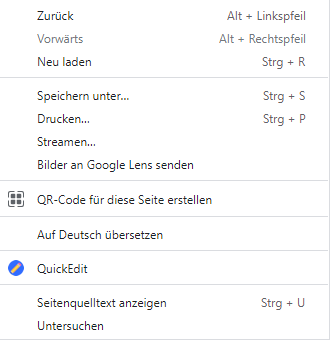 Zurück Alt + Linkspfeil
Vorwärts Alt + Rechtspfeil
Neu laden Strg + R
Speichern unter... Strg + S
Drucken... Strg + P
Streamen...
Bilder an Google Lens senden
QR-Code für diese Seite erstellen
Auf Deutsch übersetzen
QuickEdit
Seitenquelltext anzeigen Strg + U
Untersuchen